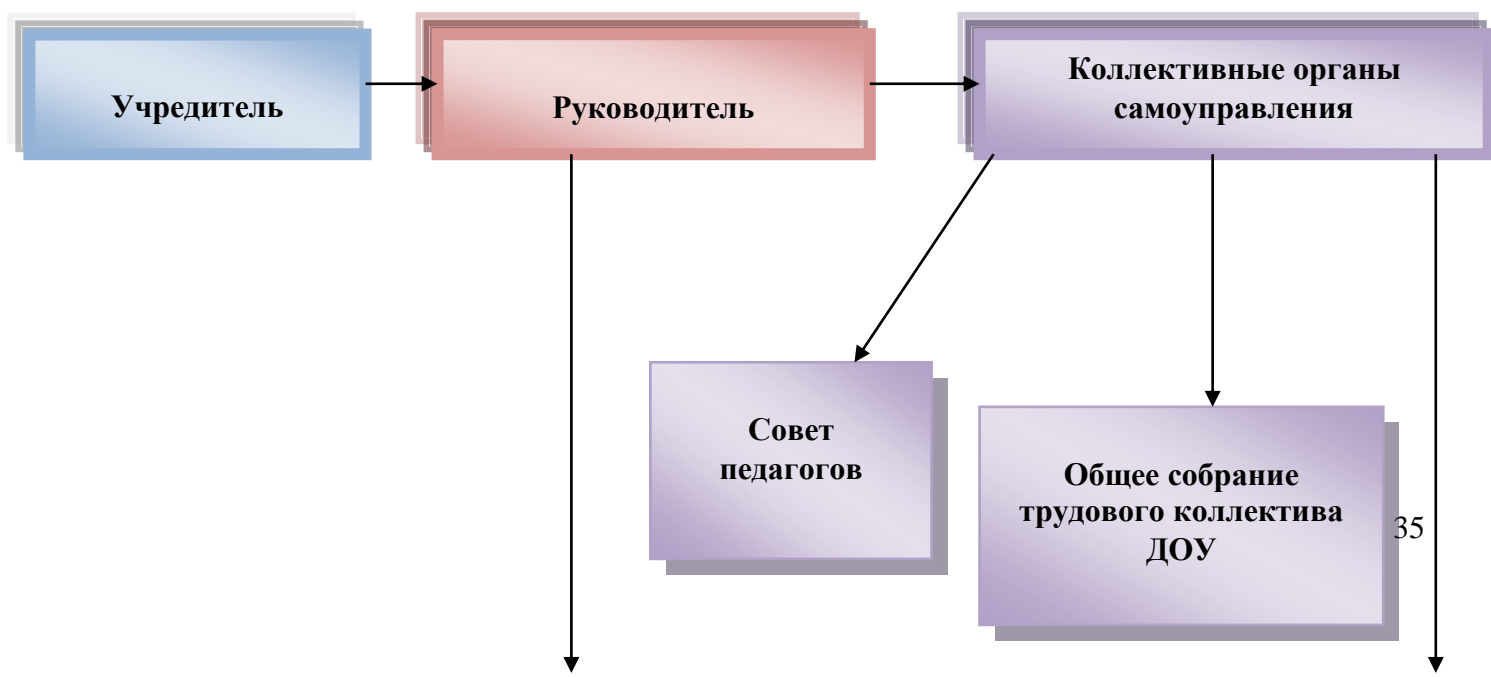 Учредитель
Руководитель
Коллективные органы
самоуправления
Совет
педагогов
Общее собрание
трудового коллектива
ДОУ
35